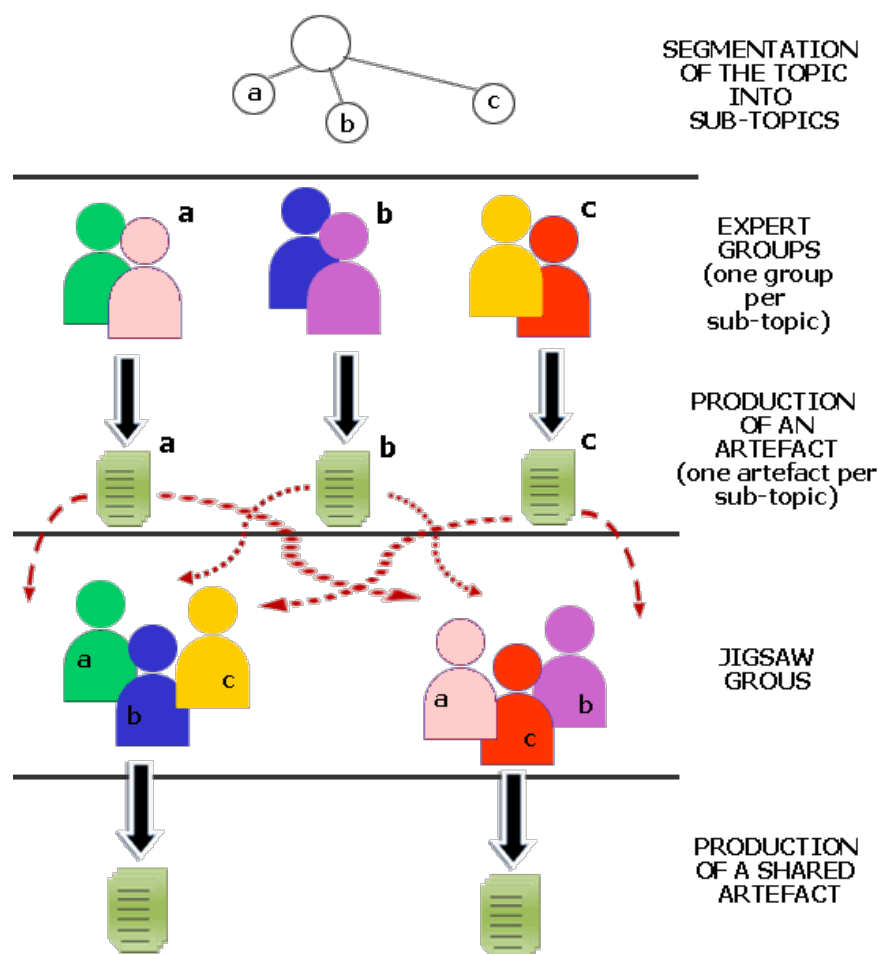 SEGMENTATION
OF THE TOPIC
INTO
SUB-TOPICS
a
b
c
a
b
c
EXPERT
GROUPS
(one group
per
sub-topic)
a
b
c
PRODUCTION
OF AN
ARTEFACT
(one artefact per
sub-topic)
a
b
c
a
c
b
JIGSAW
GROUS
PRODUCTION
OF A SHARED
ARTEFACT